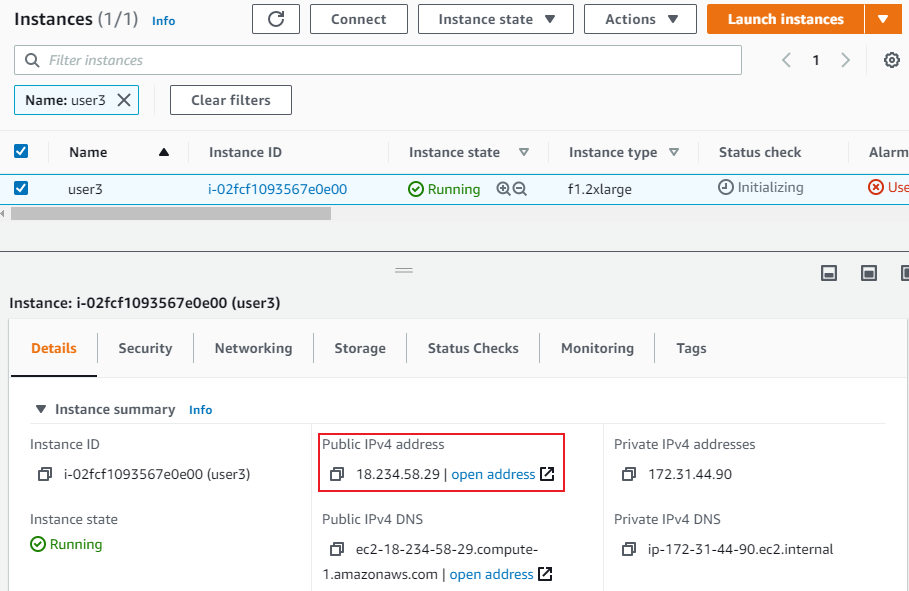 Instances (1/1) Info Connect Instance state Actions Launch instances
Filter instances 1
Name: user3 Clear filters
Name Instance ID Instance state Instance type Status check Alarm
user3 i-02fcf1093567e0e00 Running f1.2xlarge Initializing Use
Instance: i-02fcf1093567e0e00 (user3)
Details Security Networking Storage Status Checks Monitoring Tags
Instance summary Info
Instance ID Public IPv4 address Private IPv4 addresses
i-02fcf1093567e0e00 (user3) 18.234.58.29 | open address 172.31.44.90
Instance state Public IPv4 DNS Private IPv4 DNS
Running ec2-18-234-58-29.compute- ip-172-31-44-90.ec2.internal
1.amazonaws.com | open address